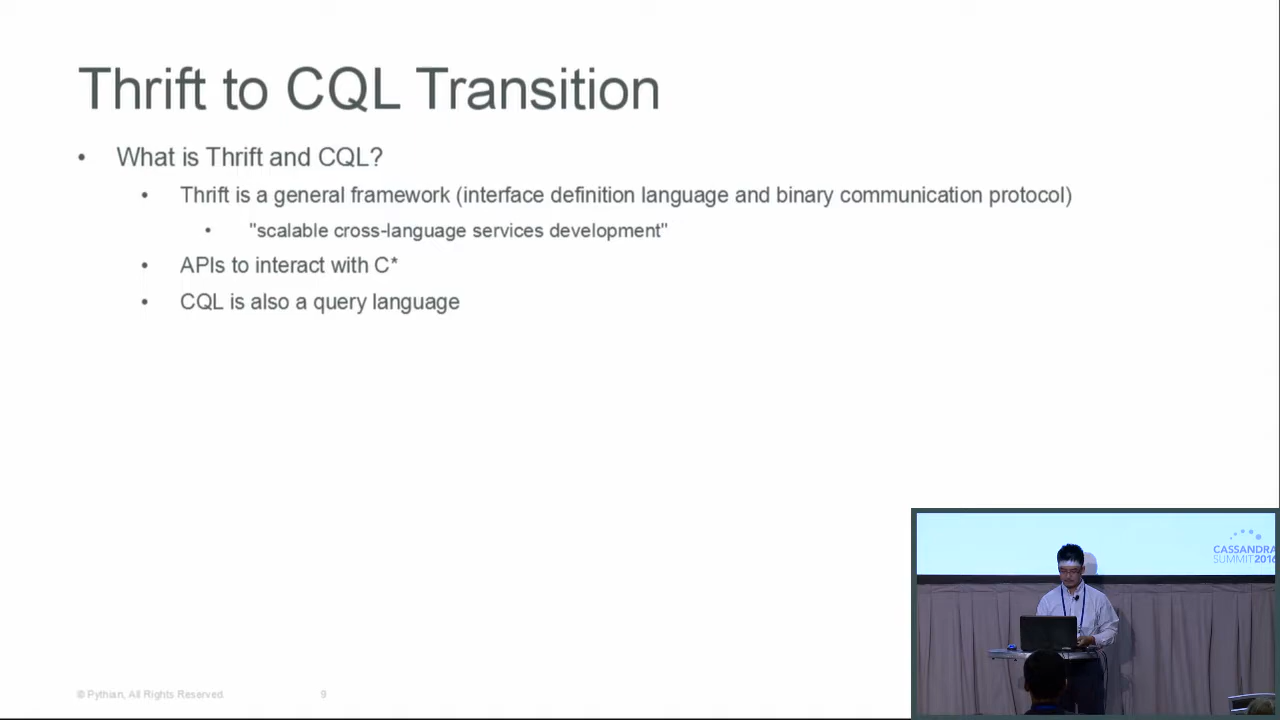 Thrift to CQL Transition
• What is Thrift and CQL?
• Thrift is a general framework (interface definition language and binary communication protocol)
• "scalable cross-language services development"
• APIs to interact with C*
• CQL is also a query language
CASSANDRA
SUMMIT2016
© Pythian, All Rights Reserved.
9